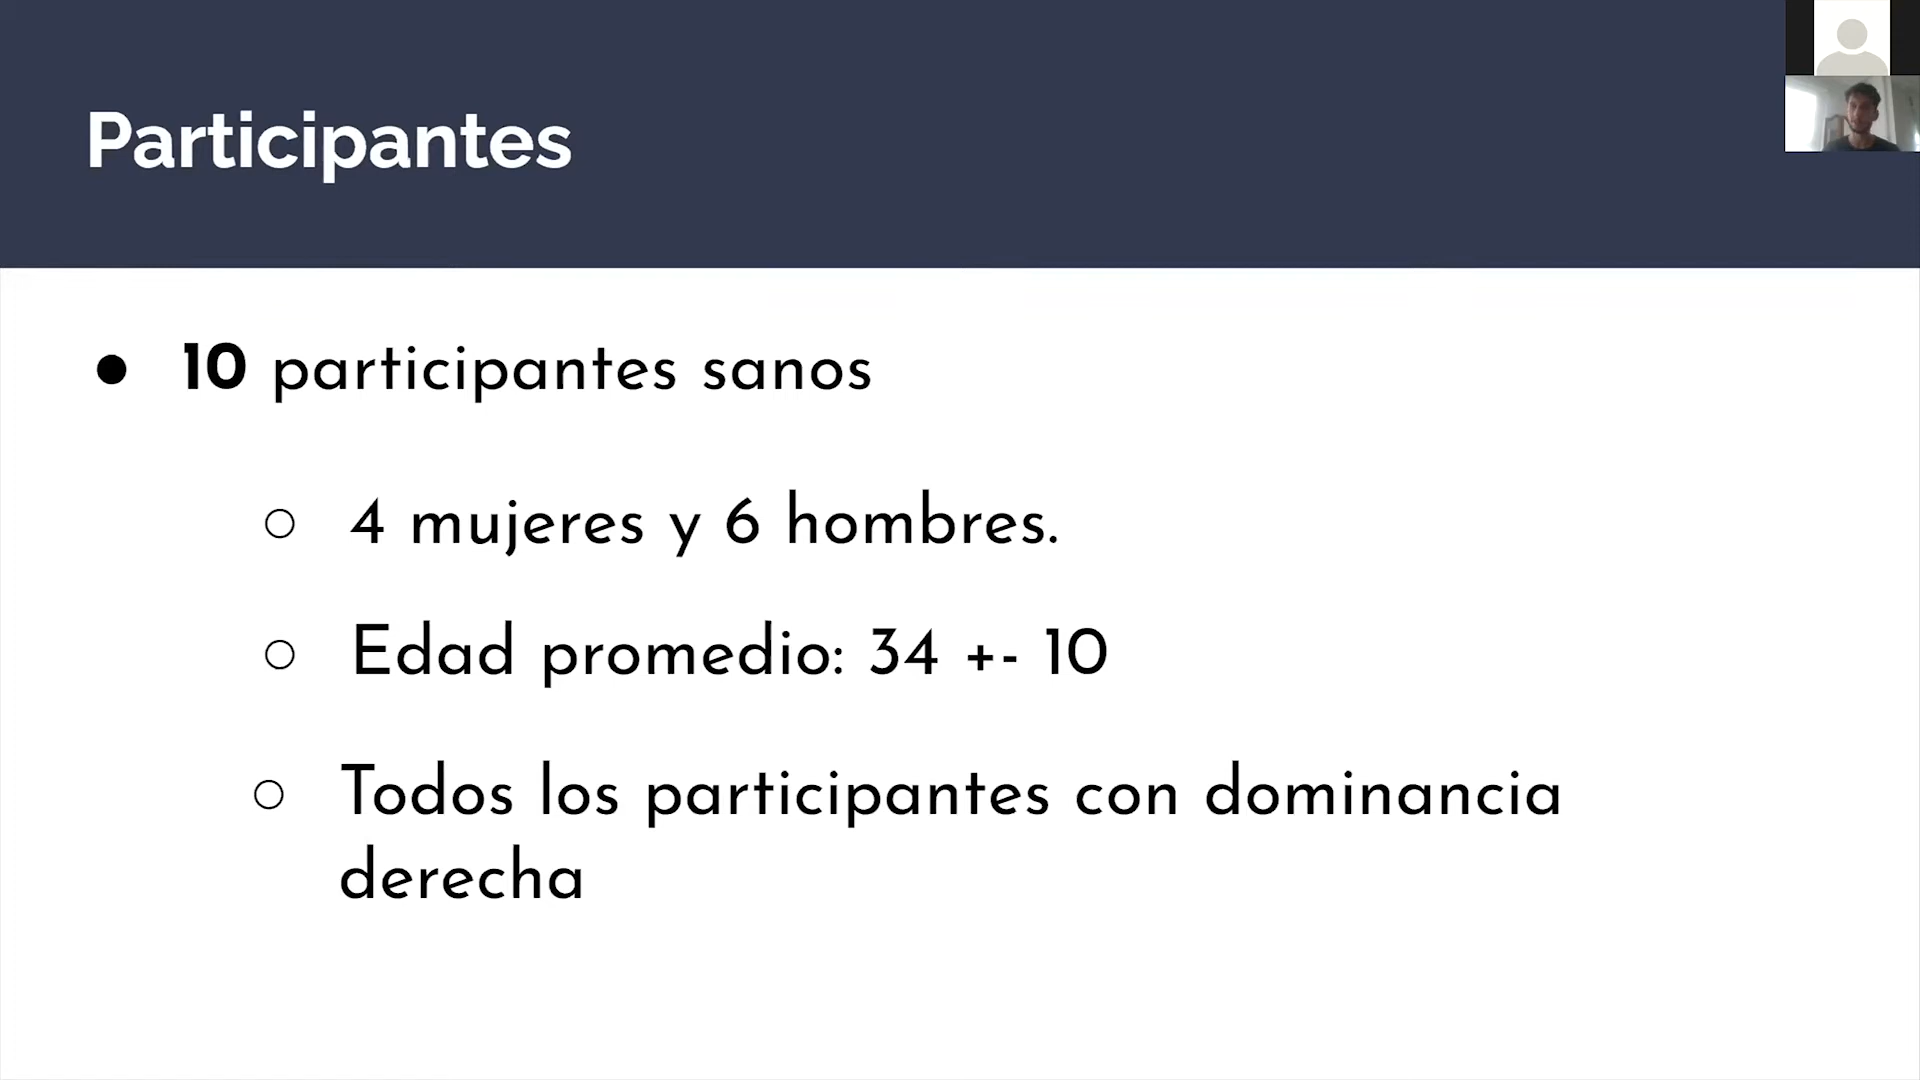 Participantes
● 10 participantes sanos
○ 4 mujeres y 6 hombres.
○ Edad promedio: 34 +- 10
○ Todos los participantes con dominancia
derecha